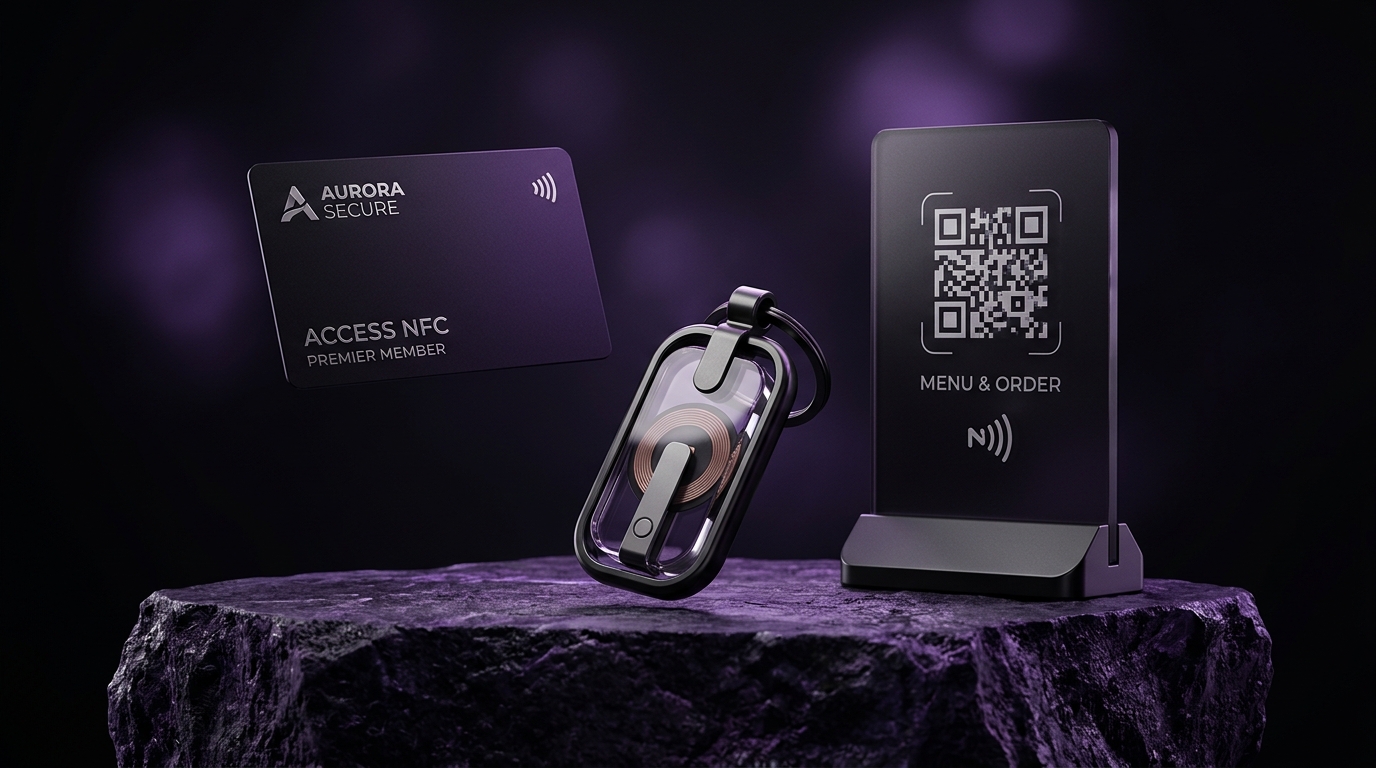 AURORA
SECURE
ACCESS NFC
PREMIER MEMBER
MENU & ORDER
N